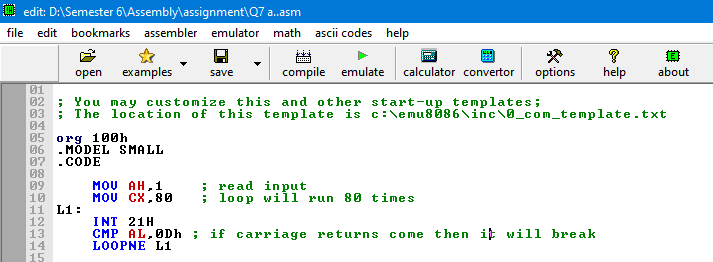 edit: D:\Semester 6\Assembly\assignment\Q7 a..asm
file edit bookmarks assembler emulator math ascii codes help
open examples save compile emulate calculator convertor options help about
01
02 ; You may customize this and other start-up templates;
03 ; The location of this template is c:\emu8086\inc\0_com_template.txt
04
05 org 100h
06 .MODEL SMALL
07 .CODE
08
09 MOV AH,1 ; read input
10 MOV CX,80 ; loop will run 80 times
11 L1:
12 INT 21H
13 CMP AL,0Dh ; if carriage returns come then it will break
14 LOOPNE L1